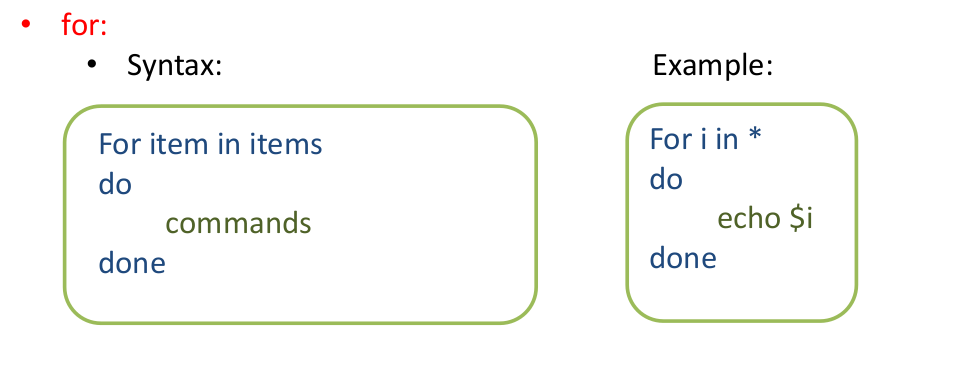 • for:
• Syntax:
Example:
For item in items
do
commands
done
For i in *
do
echo $i
done